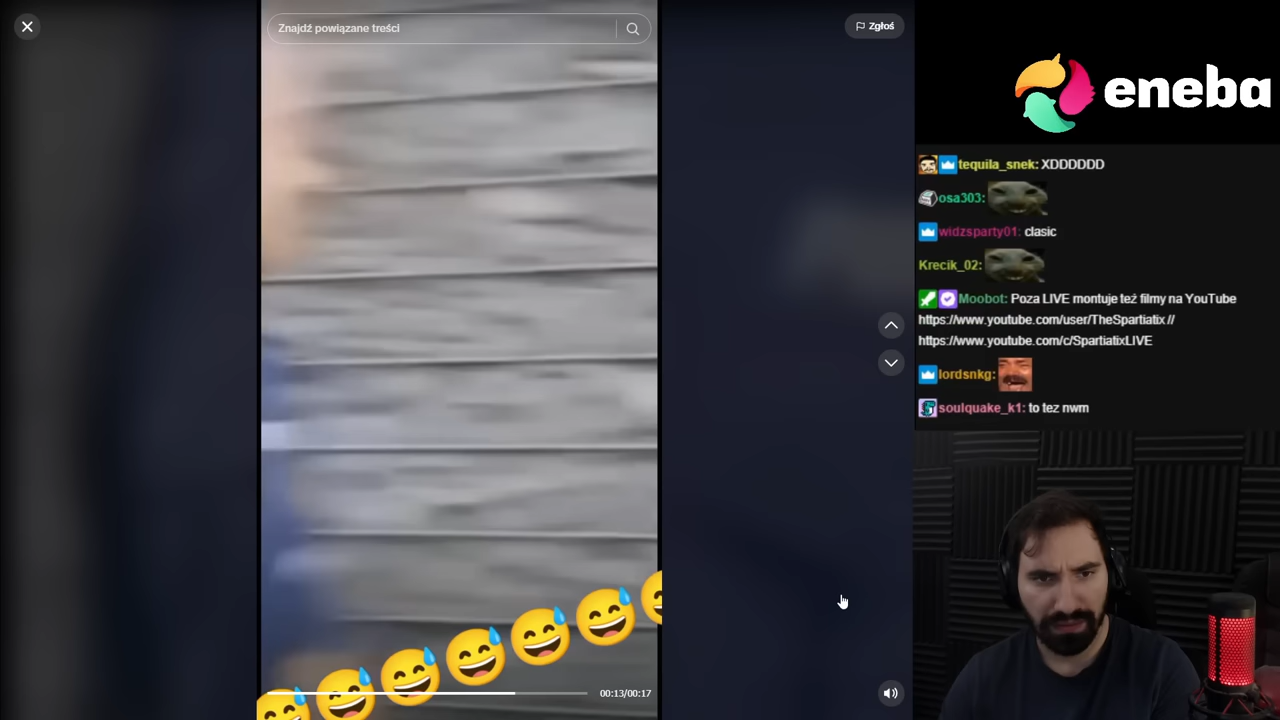 Znajdź powiązane treści
Zgłoś
eneba
tequila_snek: XDDDDDD
osa303:
widzsparty01: clasic
Krecik_02:
Moobot: Poza LIVE montuje też filmy na YouTube
https://www.youtube.com/user/TheSpartiatix //
https://www.youtube.com/c/SpartiatixLIVE
lordsnkg:
soulquake_k1: to tez nwm
00:13/00:17